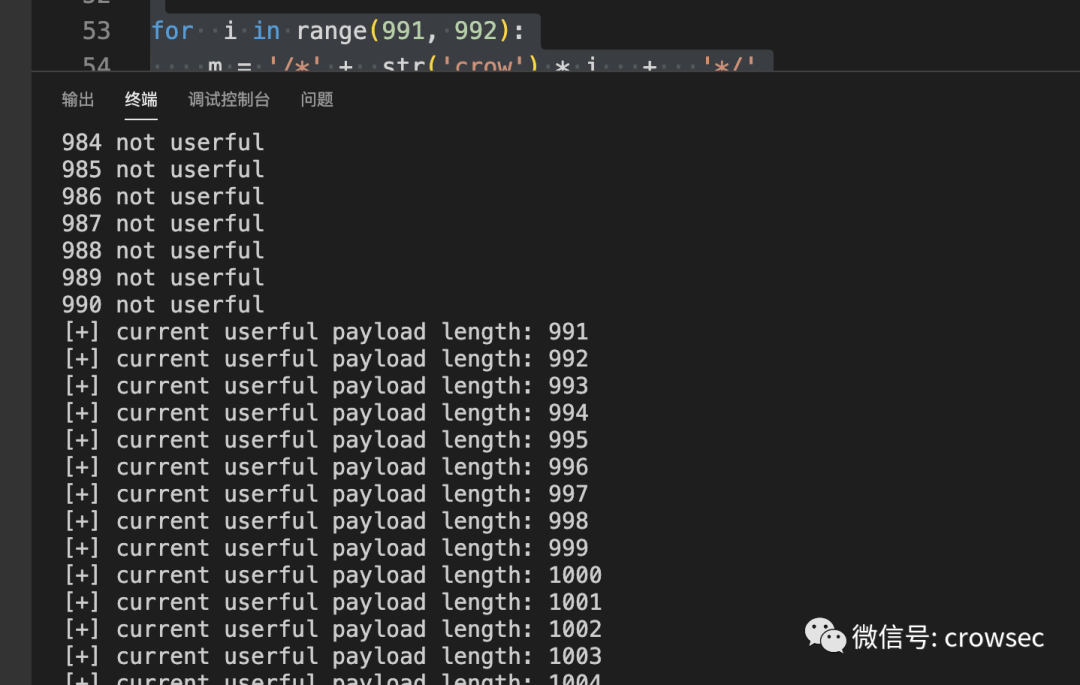 52
53 for i in range(991, 992):
54 m = '/*' + str('crow') * i + '*/'
输出 终端 调试控制台 问题
984 not userful
985 not userful
986 not userful
987 not userful
988 not userful
989 not userful
990 not userful
[+] current userful payload length: 991
[+] current userful payload length: 992
[+] current userful payload length: 993
[+] current userful payload length: 994
[+] current userful payload length: 995
[+] current userful payload length: 996
[+] current userful payload length: 997
[+] current userful payload length: 998
[+] current userful payload length: 999
[+] current userful payload length: 1000
[+] current userful payload length: 1001
[+] current userful payload length: 1002
[+] current userful payload length: 1003
[+] current userful payload length: 1004
微信号: crowsec